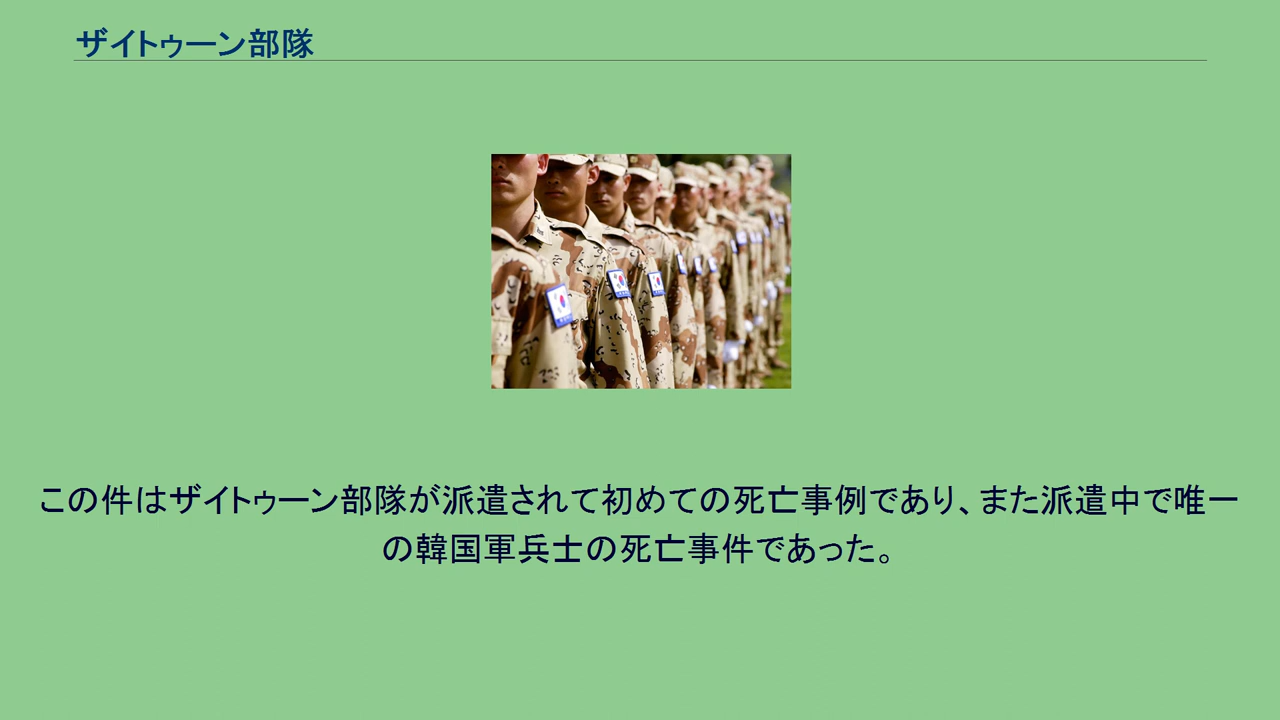 ザイトゥーン部隊
この件はザイトゥーン部隊が派遣されて初めての死亡事例であり、また派遣中で唯一
の韓国軍兵士の死亡事件であった。